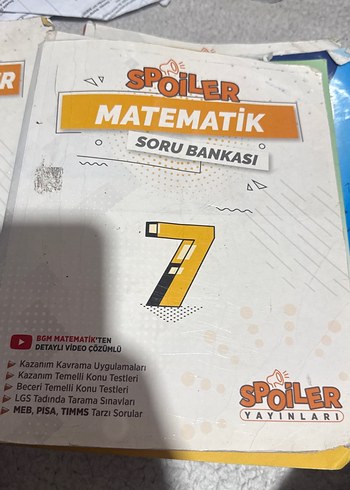 R
SPOiLER
MATEMATİK
SORU BANKASI
7
BGM MATEMATİK'TEN
DETAYLI VİDEO ÇÖZÜMLÜ
Kazanım Kavrama Uygulamaları
Kazanım Temelli Konu Testleri
Beceri Temelli Konu Testleri
LGS Tadında Tarama Sınavları
MEB, PISA, TIMMS Tarzı Sorular
SPOiLER
YAYINLARI